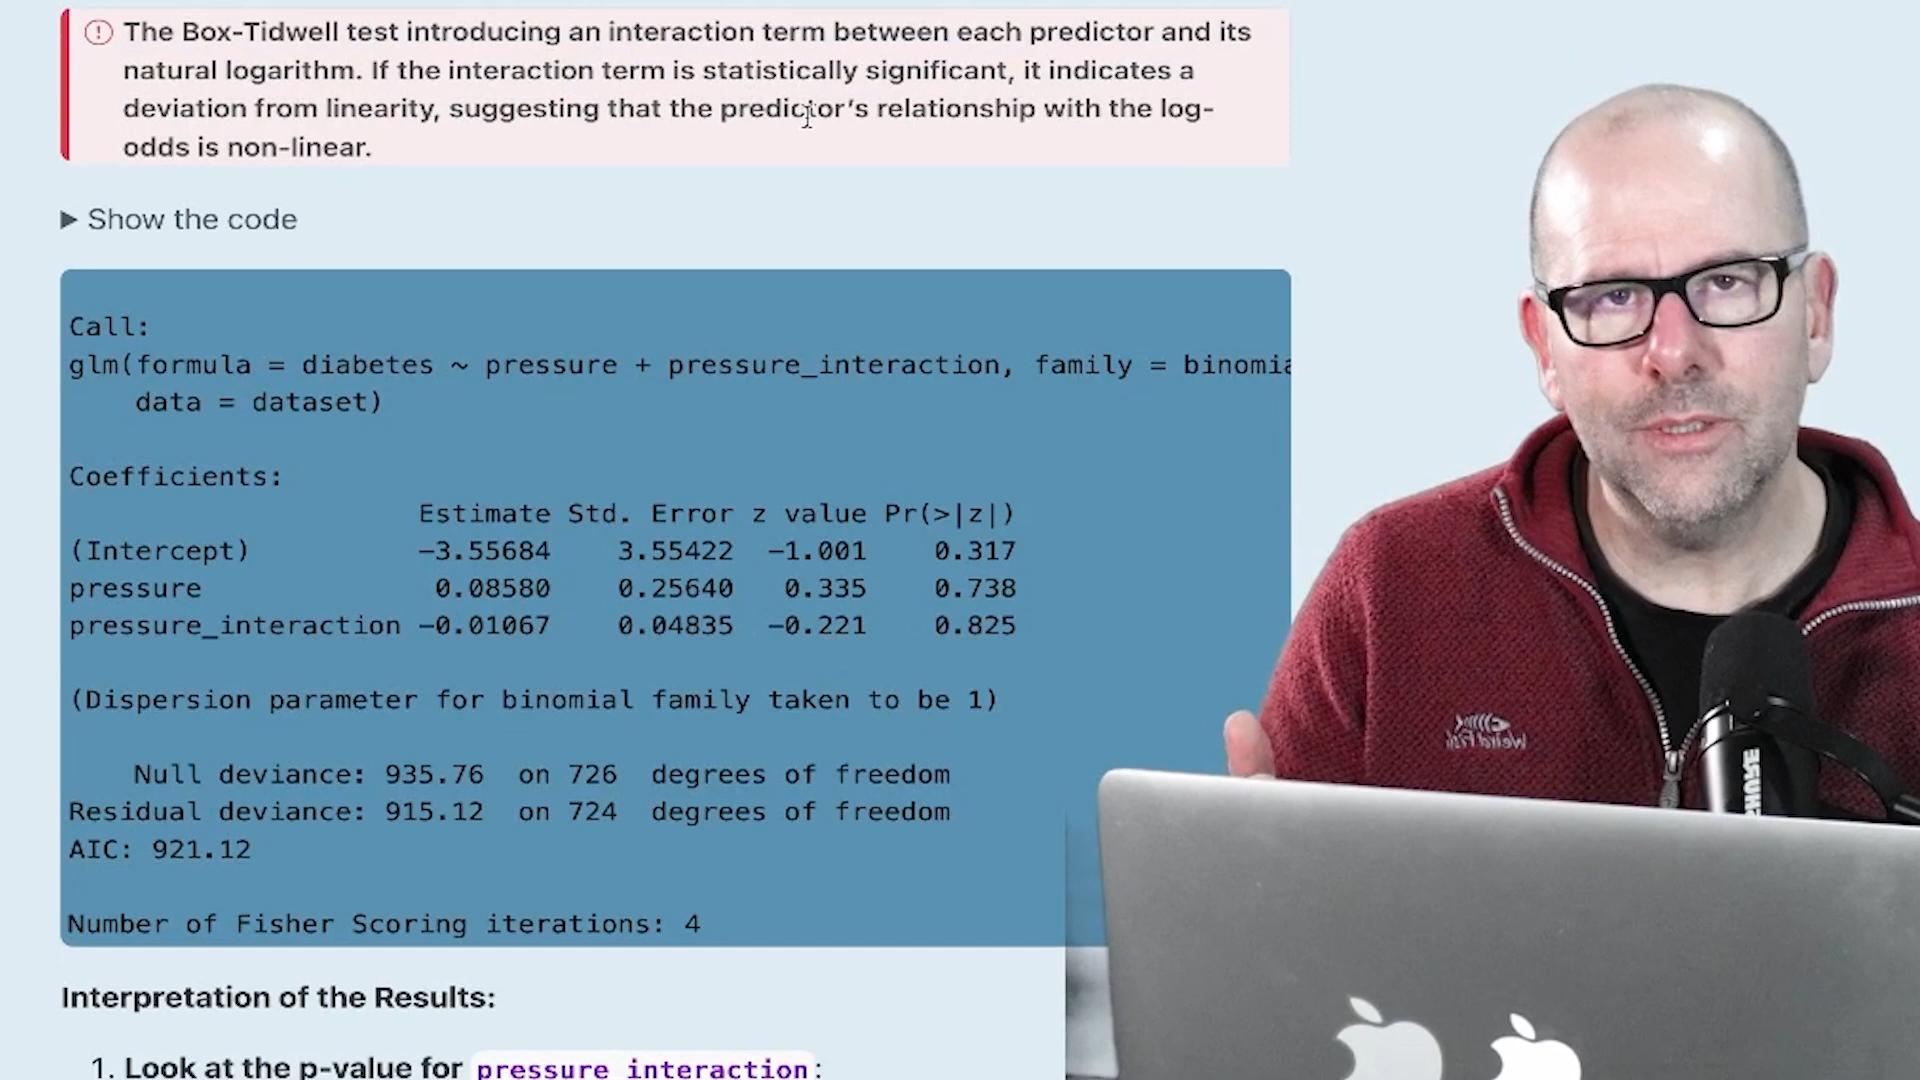 The Box-Tidwell test introducing an interaction term between each predictor and its
natural logarithm. If the interaction term is statistically significant, it indicates a
deviation from linearity, suggesting that the predictor's relationship with the log-
odds is non-linear.
▶ Show the code
Call:
glm(formula = diabetes ~ pressure + pressure_interaction, family = binomia
data = dataset)
Coefficients:
Estimate Std. Error z value Pr(>|z|)
(Intercept) -3.55684 3.55422 -1.001 0.317
pressure 0.08580 0.25640 0.335 0.738
pressure_interaction -0.01067 0.04835 -0.221 0.825
(Dispersion parameter for binomial family taken to be 1)
Null deviance: 935.76 on 726 degrees of freedom
Residual deviance: 915.12 on 724 degrees of freedom
AIC: 921.12
Number of Fisher Scoring iterations: 4
Interpretation of the Results:
1. Look at the p-value for pressure_interaction:
Weird Fish